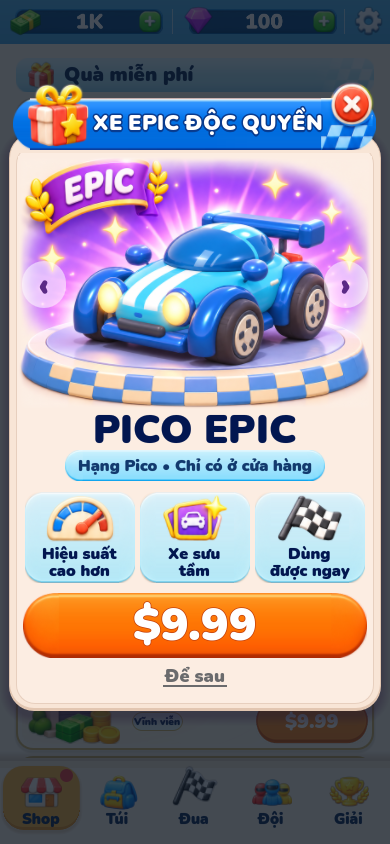 1K
100
Quà miễn phí
XE EPIC ĐỘC QUYỀN
EPIC
PICO EPIC
Hạng Pico • Chỉ có ở cửa hàng
Hiệu suất
cao hơn
Xe sưu
tầm
Dùng
được ngay
$9.99
Để sau
Vĩnh viễn
$9.99
Shop
Túi
Đua
Đội
Giải